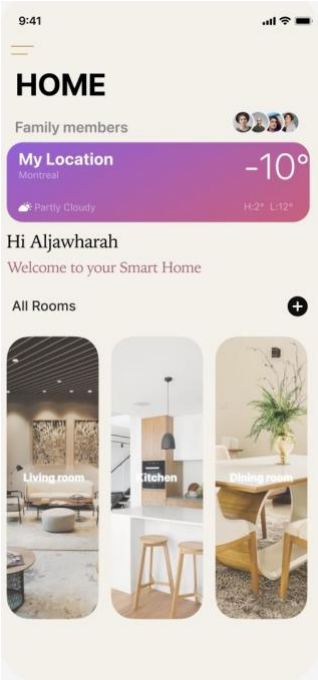 9:41
HOME
Family members
My Location
-10°
Montreal
Partly Cloudy
H:2° L:12°
Hi Aljawharah
Welcome to your Smart Home
All Rooms
Living room
Kitchen
Dining room